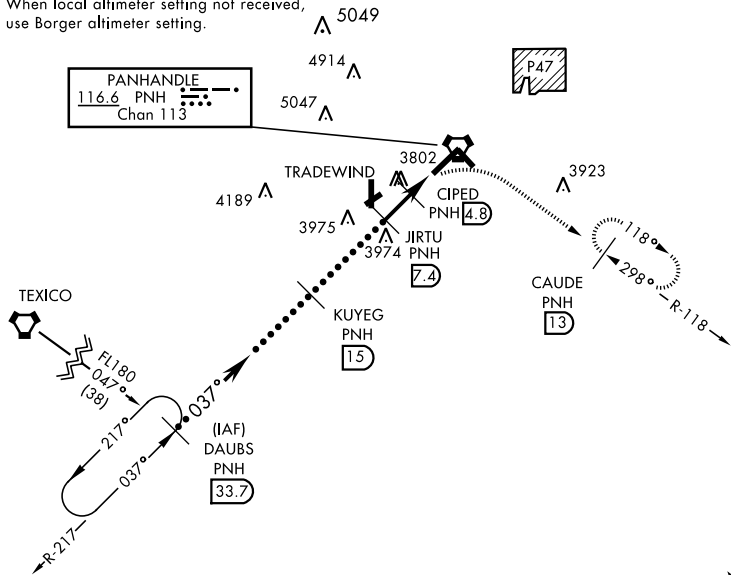 When local altimeter setting not received,
use Borger altimeter setting.
5049
4914
P47
PANHANDLE
116.6 PNH
Chan 113
5047
3802
TRADEWIND
3923
4189
CIPED
PNH 4.8
3975
3974
JIRTU
PNH
7.4
118°
298°
CAUDE
PNH
13
R-118
TEXICO
KUYEG
PNH
15
FL180
047°
(38)
037°
217°
(IAF)
DAUBS
PNH
33.7
037°
R-217